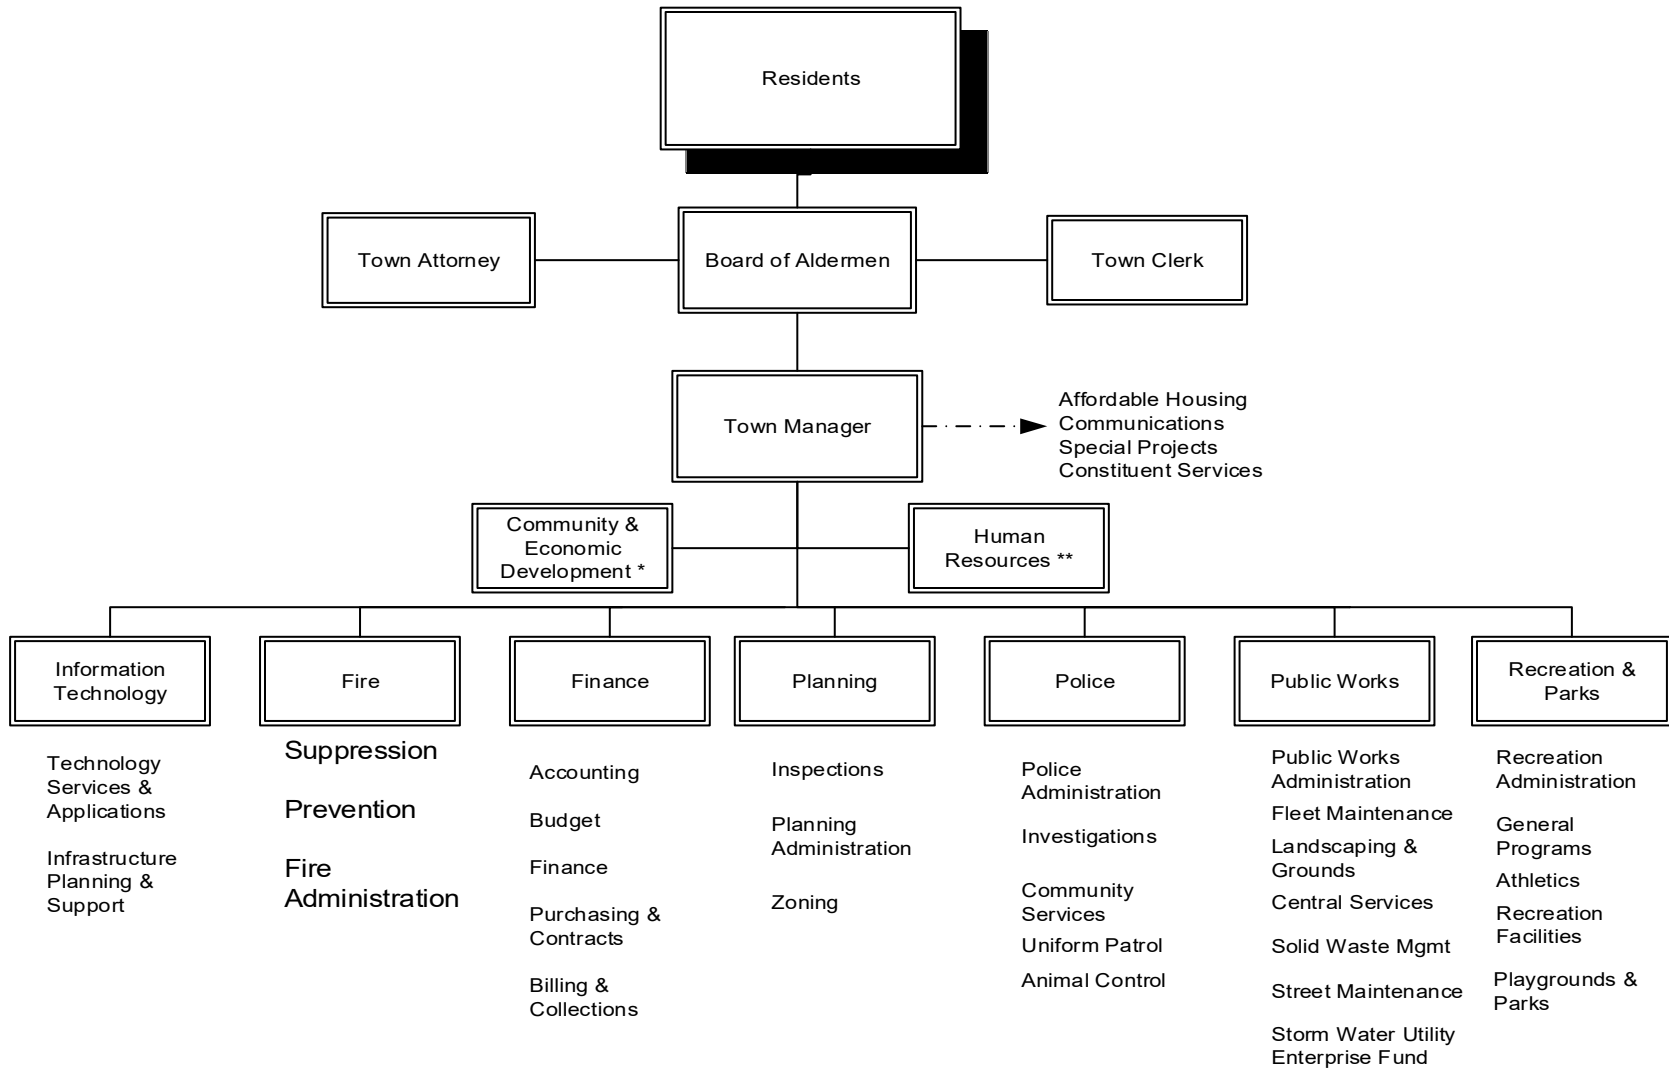 Residents
Town Attorney
Board of Aldermen
Town Clerk
Town Manager
Affordable Housing
Communications
Special Projects
Constituent Services
Community &
Economic
Development *
Human
Resources **
Information
Technology
Fire
Finance
Planning
Police
Public Works
Recreation &
Parks
Technology
Services &
Applications
Infrastructure
Planning &
Support
Suppression
Prevention
Fire
Administration
Accounting
Budget
Finance
Purchasing &
Contracts
Billing &
Collections
Inspections
Planning
Administration
Zoning
Police
Administration
Investigations
Community
Services
Uniform Patrol
Animal Control
Public Works
Administration
Fleet Maintenance
Landscaping &
Grounds
Central Services
Solid Waste Mgmt
Street Maintenance
Storm Water Utility
Enterprise Fund
Recreation
Administration
General
Programs
Athletics
Recreation
Facilities
Playgrounds &
Parks